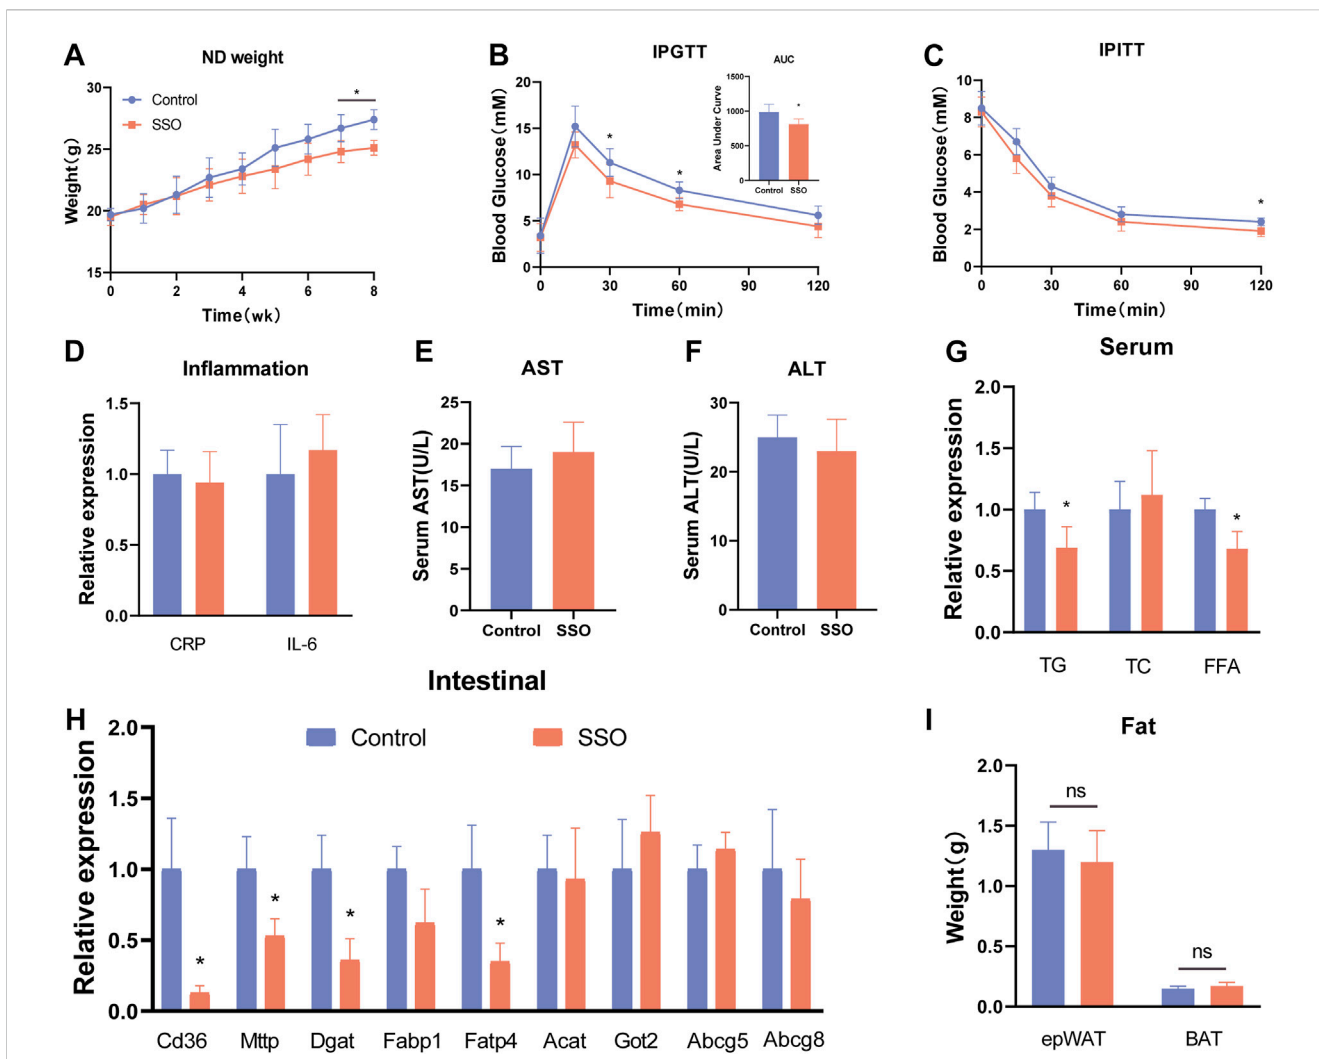 A
ND weight
Weight(g)
30
25
20
15
Control
SSO
*
0
2
4
6
8
Time(wk)
B
IPGTT
Blood Glucose(mM)
20
15
10
5
0
*
*
0
30
60
90
120
Time(min)
AUC
Area Under Curve
1500
1000
500
0
*
Control
SSO
C
IPITT
Blood Glucose(mM)
10
8
6
4
2
0
*
0
30
60
90
120
Time(min)
D
Inflammation
Relative expression
1.5
1.0
0.5
0.0
CRP
IL-6
E
AST
Serum AST(U/L)
25
20
15
10
5
0
Control
SSO
F
ALT
Serum ALT(U/L)
30
20
10
0
Control
SSO
G
Serum
Relative expression
2.0
1.5
1.0
0.5
0.0
*
*
TG
TC
FFA
H
Intestinal
Relative expression
2.0
1.5
1.0
0.5
0.0
Control
SSO
*
*
*
*
Cd36
Mttp
Dgat
Fabp1
Fatp4
Acat
Got2
Abcg5
Abcg8
I
Fat
Weight(g)
2.0
1.5
1.0
0.5
0.0
ns
ns
epWAT
BAT